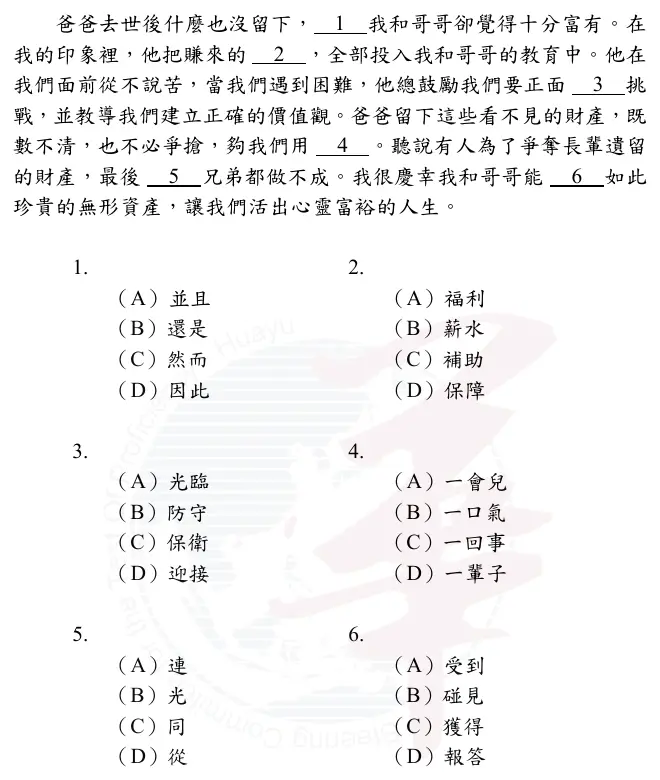 爸爸去世後什麼也沒留下，__1__我和哥哥卻覺得十分富有。在
我的印象裡，他把賺來的__2__，全部投入我和哥哥的教育中。他在
我們面前從不說苦，當我們遇到困難，他總鼓勵我們要正面__3__挑
戰，並教導我們建立正確的價值觀。爸爸留下這些看不見的財產，既
數不清，也不必爭搶，夠我們用__4__。聽說有人為了爭奪長輩遺留
的財產，最後__5__兄弟都做不成。我很慶幸我和哥哥能__6__如此
珍貴的無形資產，讓我們活出心靈富裕的人生。
1.
（A）並且
（B）還是
（C）然而
（D）因此
2.
（A）福利
（B）薪水
（C）補助
（D）保障
3.
（A）光臨
（B）防守
（C）保衛
（D）迎接
4.
（A）一會兒
（B）一口氣
（C）一回事
（D）一輩子
5.
（A）連
（B）光
（C）同
（D）從
6.
（A）受到
（B）碰見
（C）獲得
（D）報答